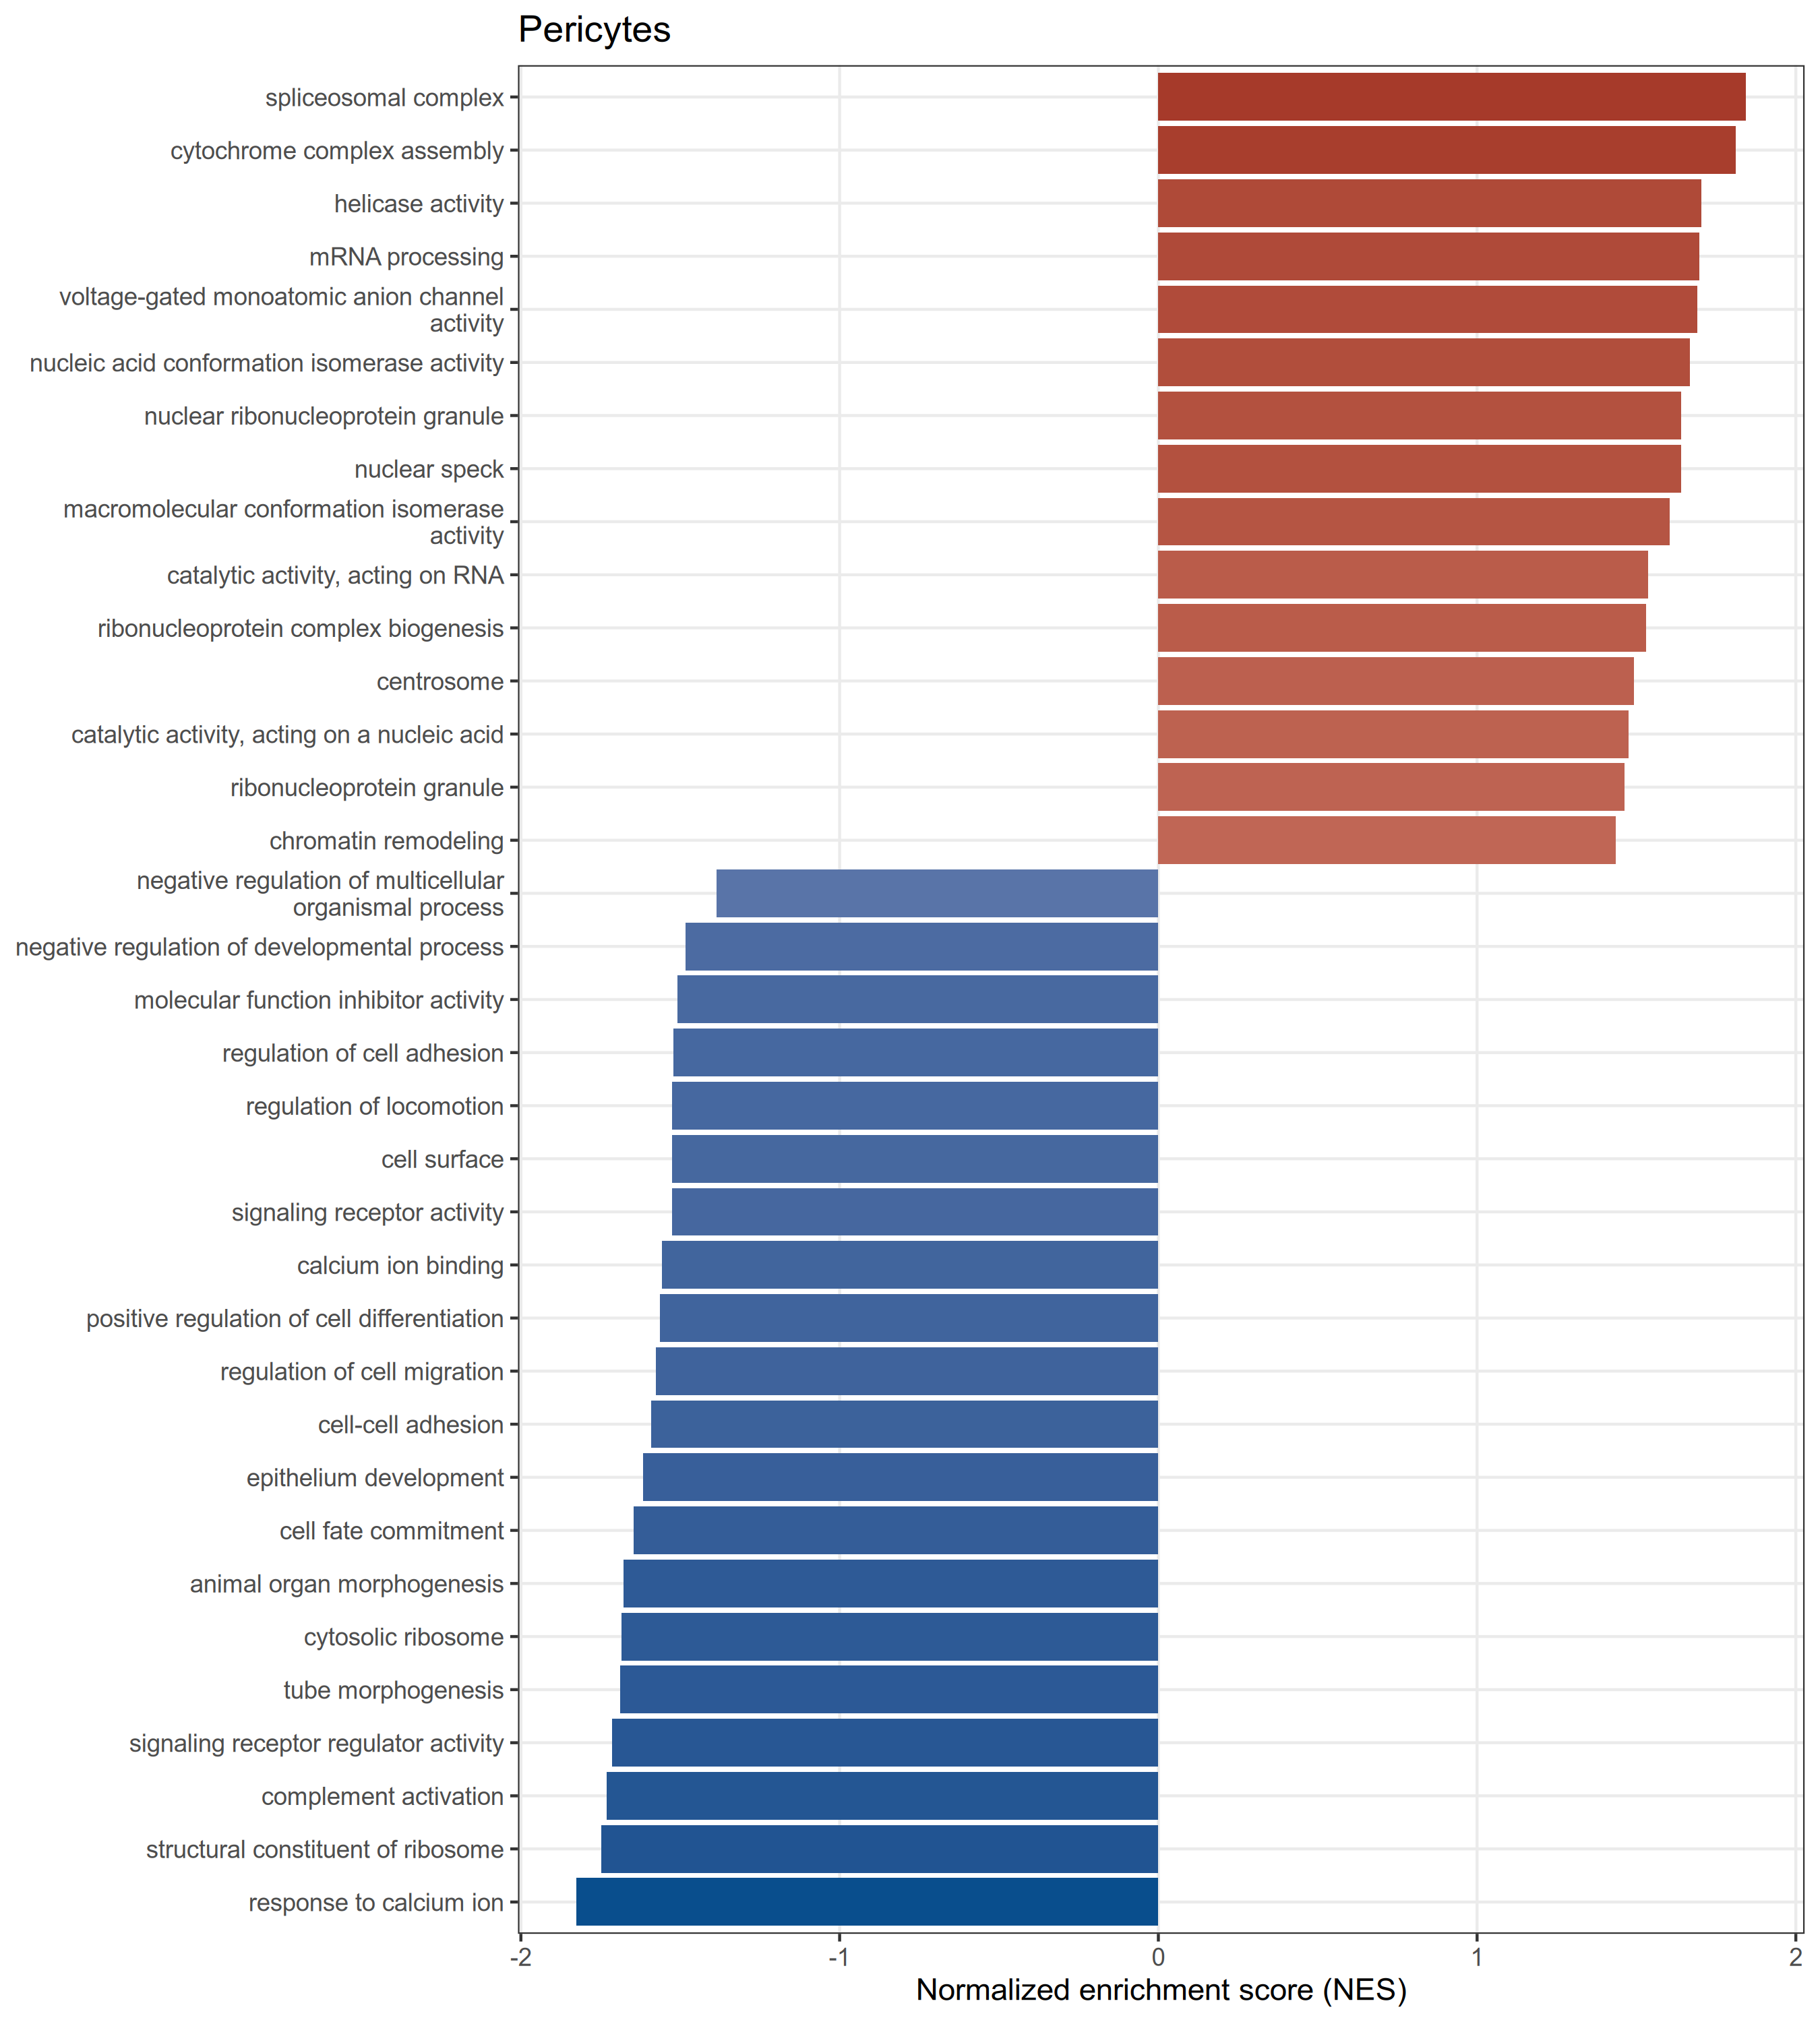 Pericytes
spliceosomal complex
cytochrome complex assembly
helicase activity
mRNA processing
voltage-gated monoatomic anion channel
activity
nucleic acid conformation isomerase activity
nuclear ribonucleoprotein granule
nuclear speck
macromolecular conformation isomerase
activity
catalytic activity, acting on RNA
ribonucleoprotein complex biogenesis
centrosome
catalytic activity, acting on a nucleic acid
ribonucleoprotein granule
chromatin remodeling
negative regulation of multicellular
organismal process
negative regulation of developmental process
molecular function inhibitor activity
regulation of cell adhesion
regulation of locomotion
cell surface
signaling receptor activity
calcium ion binding
positive regulation of cell differentiation
regulation of cell migration
cell-cell adhesion
epithelium development
cell fate commitment
animal organ morphogenesis
cytosolic ribosome
tube morphogenesis
signaling receptor regulator activity
complement activation
structural constituent of ribosome
response to calcium ion
-2 -1 0 1 2
Normalized enrichment score (NES)